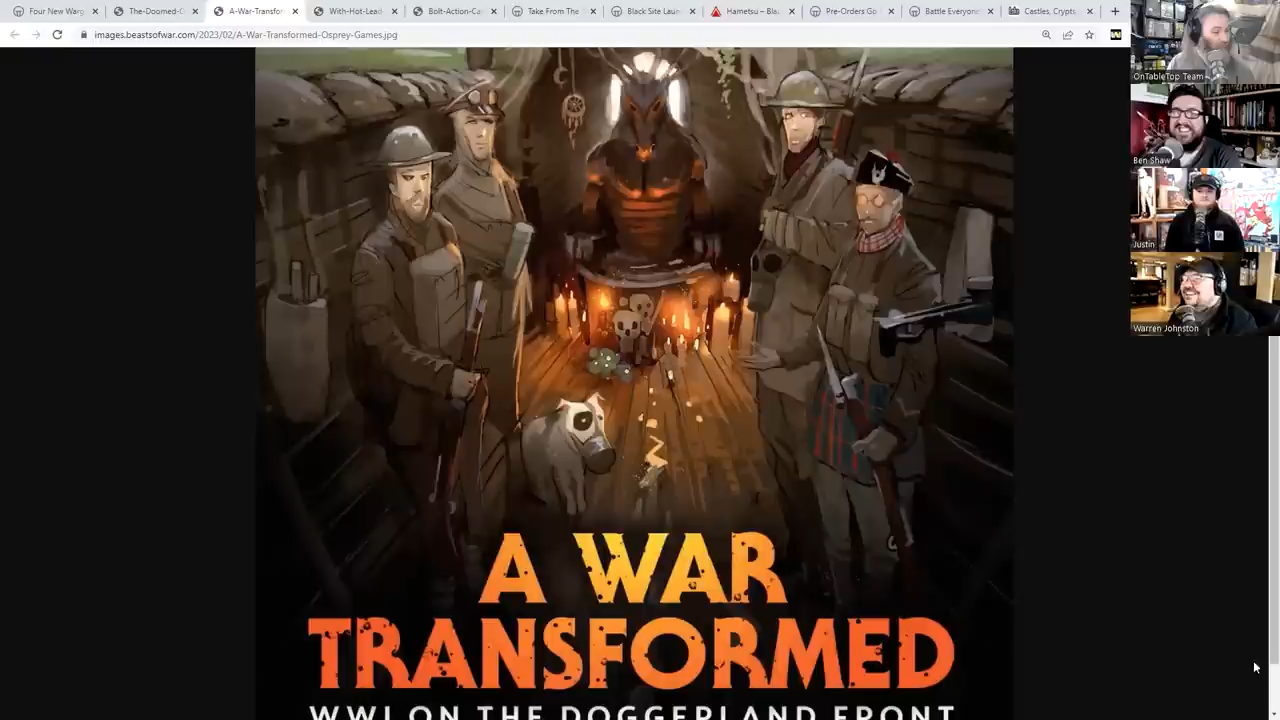 Four New Warg
The-Doomed-C
A-War-Transfor
With-Hot-Lead
Bolt-Action-Ca
Take From The
Black Site Lau
Hametsu – Bla
Pre-Orders Go
Battle Everyone
Castles, Crypts
images.beastsofwar.com/2023/02/A-War-Transformed-Osprey-Games.jpg
OnTableTop Team
Ben Shaw
Justin
Warren Johnston
A WAR
TRANSFORMED
WWI ON THE DOGGERLAND FRONT